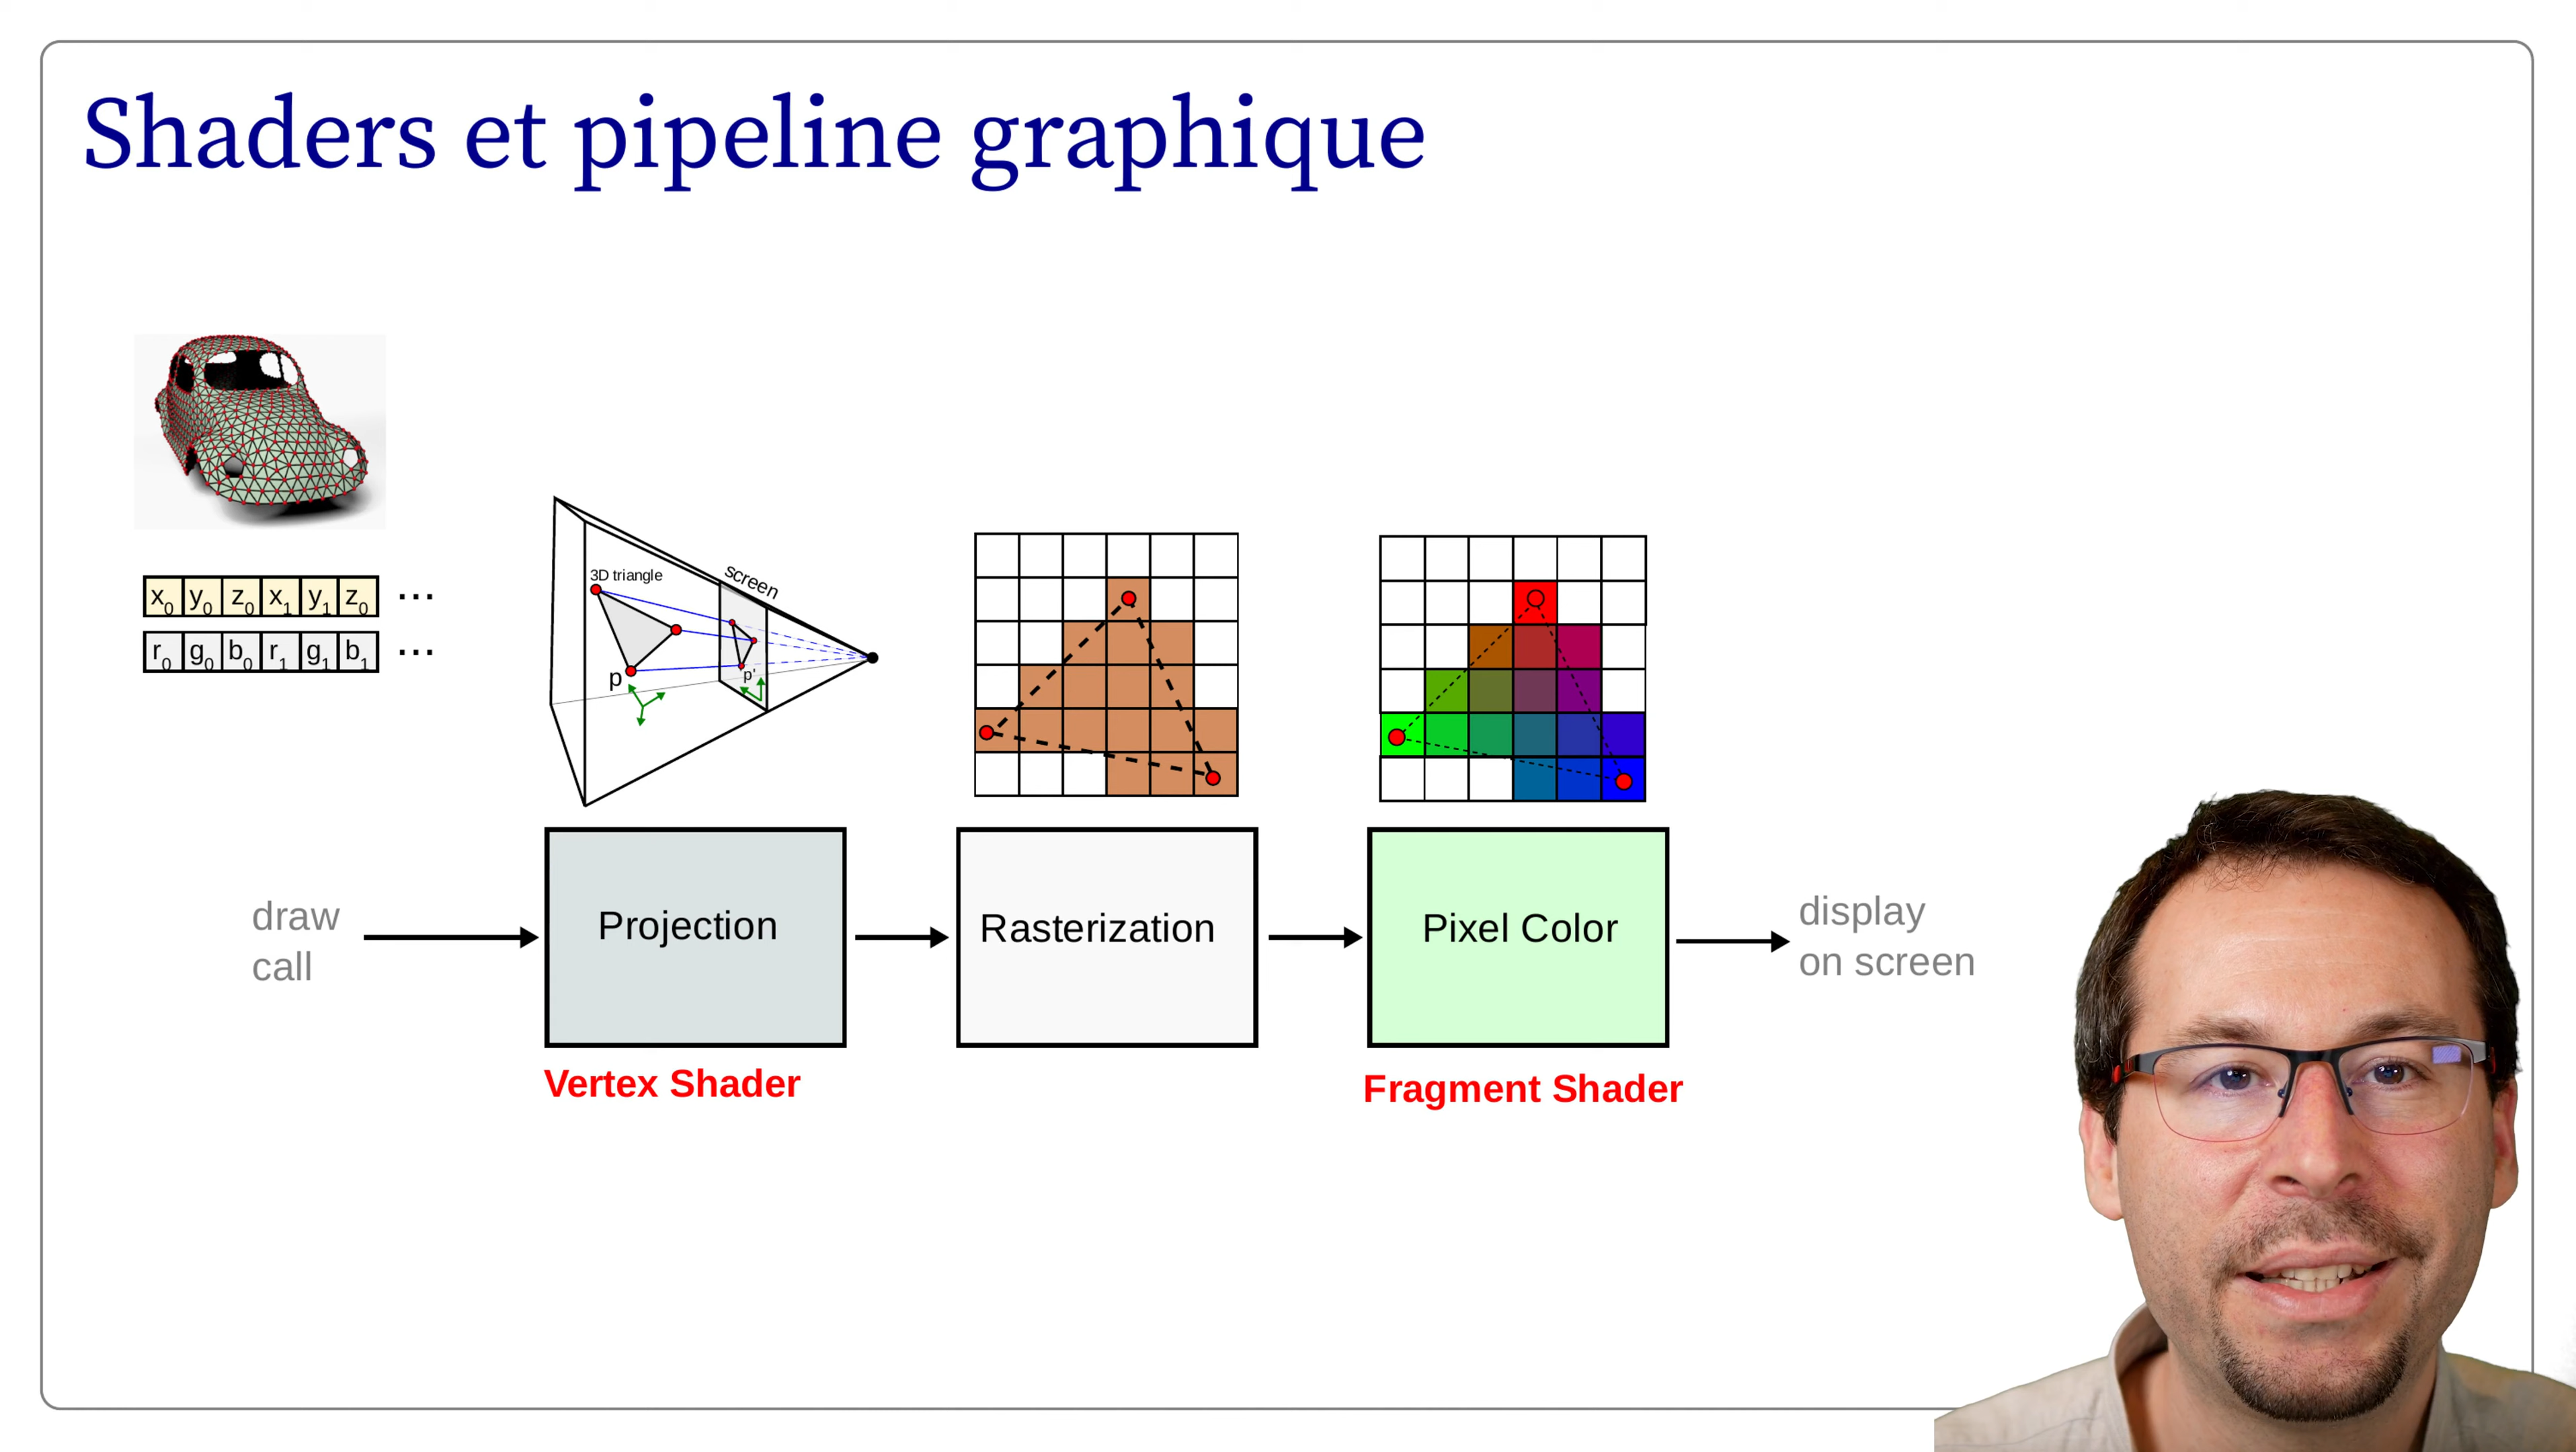 Shaders et pipeline graphique
x0 y0 z0 x1 y1 z0 ...
r0 g0 b0 r1 g1 b1 ...
3D triangle
screen
p
p'
draw
call
Projection
Rasterization
Pixel Color
display
on screen
Vertex Shader
Fragment Shader